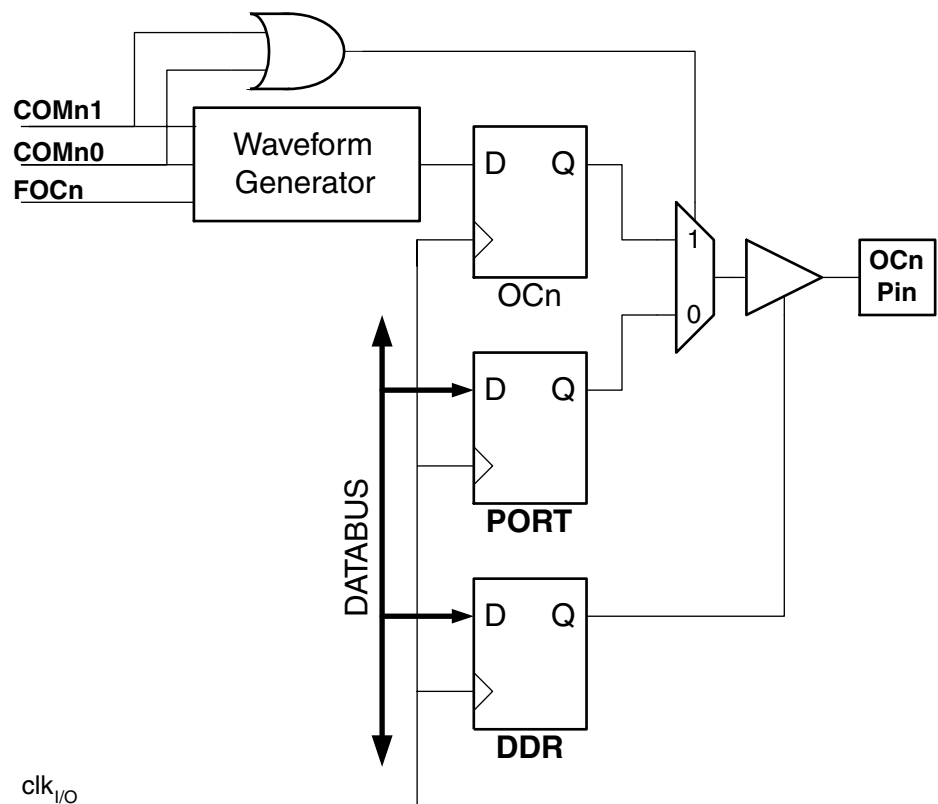 COMn1
COMn0
FOCn
Waveform
Generator
D Q
OCn
1
0
OCn
Pin
D Q
PORT
DATABUS
D Q
DDR
clkI/O